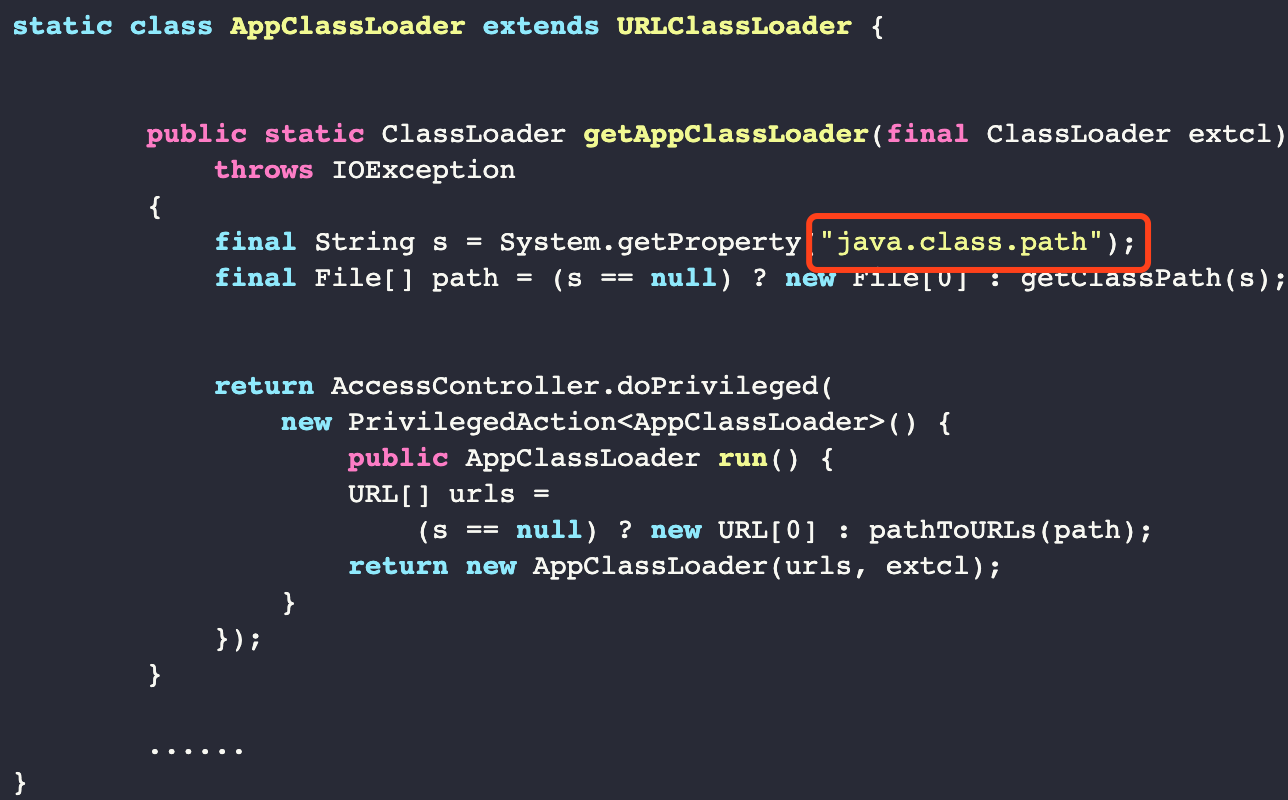 static class AppClassLoader extends URLClassLoader {
public static ClassLoader getAppClassLoader(final ClassLoader extcl)
throws IOException
{
final String s = System.getProperty("java.class.path");
final File[] path = (s == null) ? new File[0] : getClassPath(s);
return AccessController.doPrivileged(
new PrivilegedAction<AppClassLoader>() {
public AppClassLoader run() {
URL[] urls =
(s == null) ? new URL[0] : pathToURLs(path);
return new AppClassLoader(urls, extcl);
}
});
}
......
}